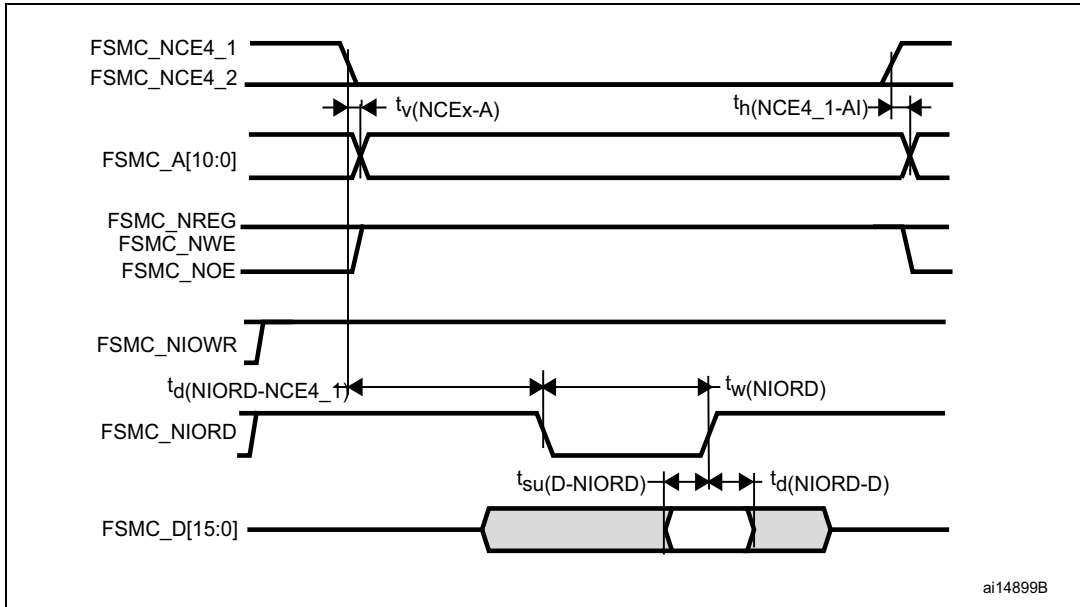 FSMC_NCE4_1
FSMC_NCE4_2
tv(NCEx-A)
th(NCE4_1-AI)
FSMC_A[10:0]
FSMC_NREG
FSMC_NWE
FSMC_NOE
FSMC_NIOWR
td(NIORD-NCE4_1)
tw(NIORD)
FSMC_NIORD
tsu(D-NIORD)
td(NIORD-D)
FSMC_D[15:0]
ai14899B